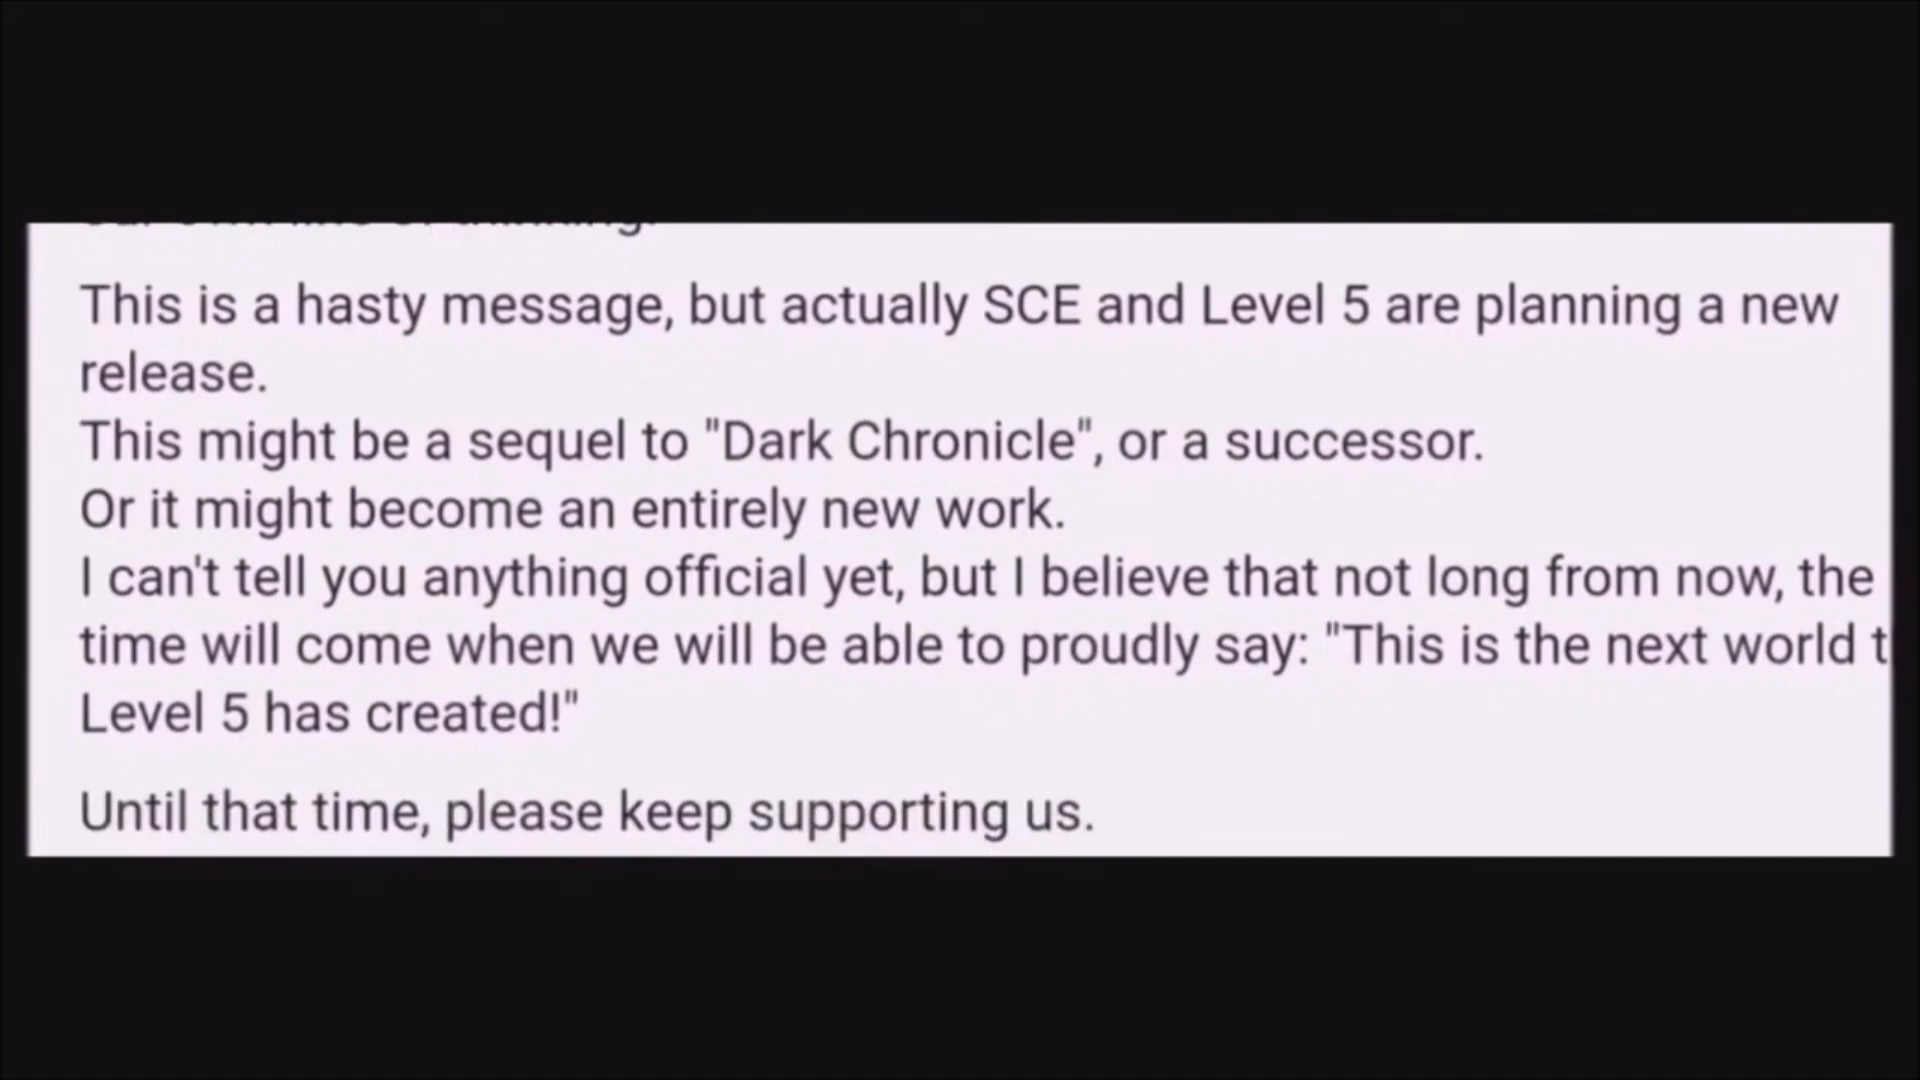 This is a hasty message, but actually SCE and Level 5 are planning a new
release.
This might be a sequel to "Dark Chronicle", or a successor.
Or it might become an entirely new work.
I can't tell you anything official yet, but I believe that not long from now, the
time will come when we will be able to proudly say: "This is the next world
Level 5 has created!"
Until that time, please keep supporting us.